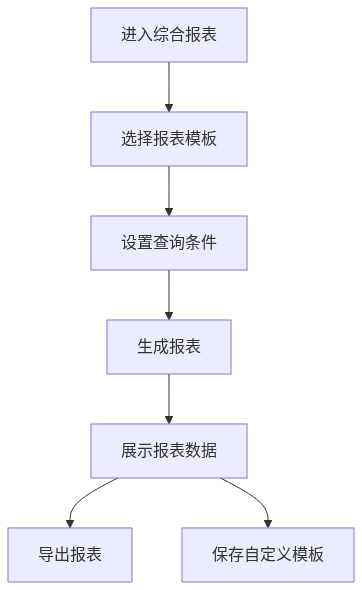 进入综合报表
选择报表模板
设置查询条件
生成报表
展示报表数据
导出报表
保存自定义模板